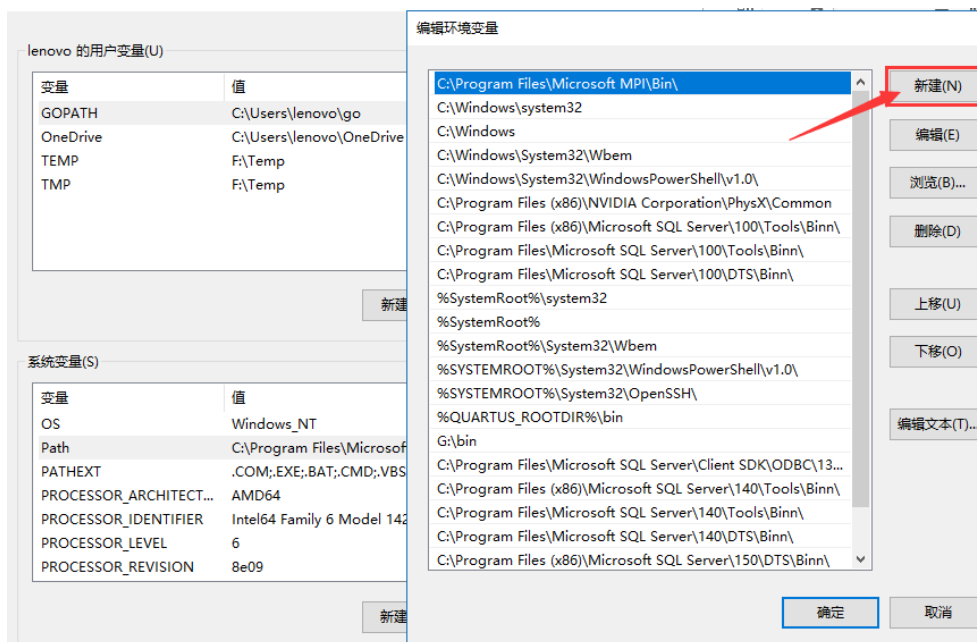 lenovo 的用户变量(U)
变量 值
GOPATH C:\Users\lenovo\go
OneDrive C:\Users\lenovo\OneDrive
TEMP F:\Temp
TMP F:\Temp
新建
系统变量(S)
变量 值
OS Windows_NT
Path C:\Program Files\Microsof
PATHEXT .COM;.EXE;.BAT;.CMD;.VBS
PROCESSOR_ARCHITECT... AMD64
PROCESSOR_IDENTIFIER Intel64 Family 6 Model 142
PROCESSOR_LEVEL 6
PROCESSOR_REVISION 8e09
新建
编辑环境变量
C:\Program Files\Microsoft MPI\Bin\
C:\Windows\system32
C:\Windows
C:\Windows\System32\Wbem
C:\Windows\System32\WindowsPowerShell\v1.0\
C:\Program Files (x86)\NVIDIA Corporation\PhysX\Common
C:\Program Files (x86)\Microsoft SQL Server\100\Tools\Binn\
C:\Program Files\Microsoft SQL Server\100\Tools\Binn\
C:\Program Files\Microsoft SQL Server\100\DTS\Binn\
%SystemRoot%\system32
%SystemRoot%
%SystemRoot%\System32\Wbem
%SYSTEMROOT%\System32\WindowsPowerShell\v1.0\
%SYSTEMROOT%\System32\OpenSSH\
%QUARTUS_ROOTDIR%\bin
G:\bin
C:\Program Files\Microsoft SQL Server\Client SDK\ODBC\13...
C:\Program Files (x86)\Microsoft SQL Server\140\Tools\Binn\
C:\Program Files\Microsoft SQL Server\140\Tools\Binn\
C:\Program Files\Microsoft SQL Server\140\DTS\Binn\
C:\Program Files (x86)\Microsoft SQL Server\150\DTS\Binn\
新建(N)
编辑(E)
浏览(B)...
删除(D)
上移(U)
下移(O)
编辑文本(T)...
确定
取消